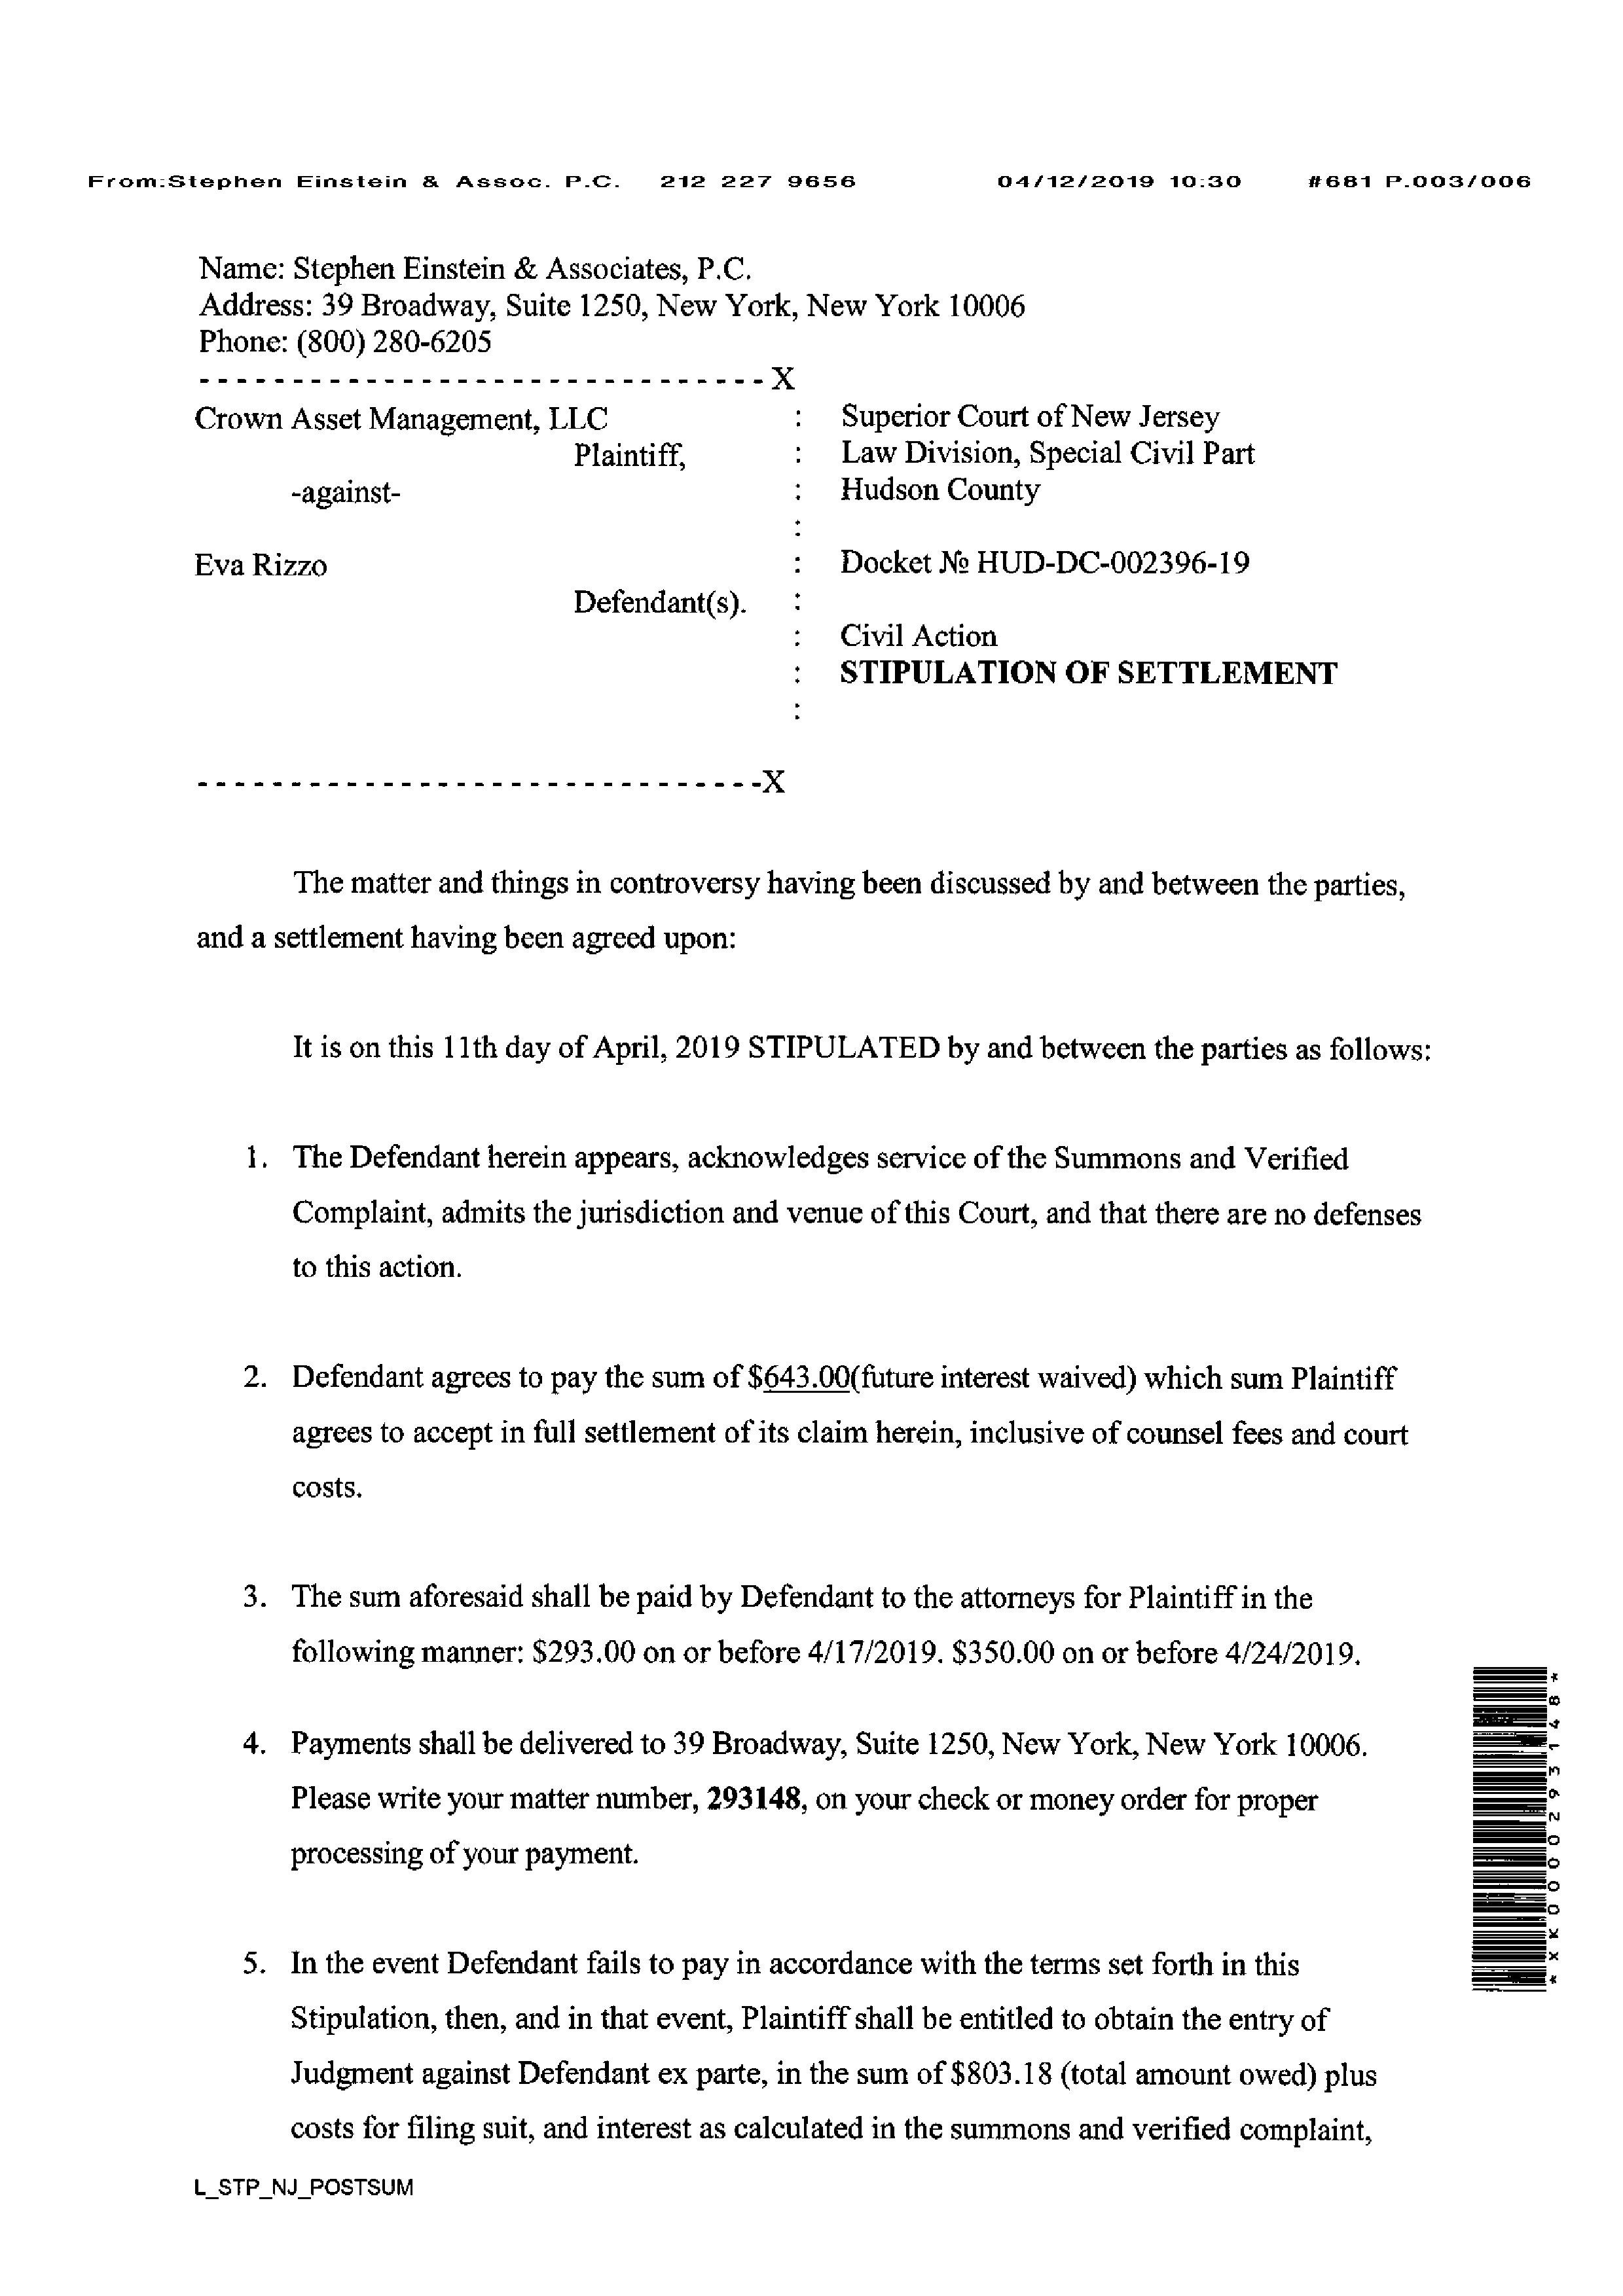 From:Stephen Einstein & Assoc. P.C. 212 227 9656 04/12/2019 10:30 #681 P.003/006
Name: Stephen Einstein & Associates, P.C.
Address: 39 Broadway, Suite 1250, New York, New York 10006
Phone: (800) 280-6205
- - - - - - - - - - - - - - - - - - - - - - - - - - - - - - - X
Crown Asset Management, LLC : Superior Court of New Jersey
Plaintiff, : Law Division, Special Civil Part
-against- : Hudson County
:
Eva Rizzo : Docket № HUD-DC-002396-19
Defendant(s). :
: Civil Action
: STIPULATION OF SETTLEMENT
:
- - - - - - - - - - - - - - - - - - - - - - - - - - - - - - -X
The matter and things in controversy having been discussed by and between the parties,
and a settlement having been agreed upon:
It is on this 11th day of April, 2019 STIPULATED by and between the parties as follows:
1. The Defendant herein appears, acknowledges service of the Summons and Verified
Complaint, admits the jurisdiction and venue of this Court, and that there are no defenses
to this action.
2. Defendant agrees to pay the sum of $643.00(future interest waived) which sum Plaintiff
agrees to accept in full settlement of its claim herein, inclusive of counsel fees and court
costs.
3. The sum aforesaid shall be paid by Defendant to the attorneys for Plaintiff in the
following manner: $293.00 on or before 4/17/2019. $350.00 on or before 4/24/2019.
4. Payments shall be delivered to 39 Broadway, Suite 1250, New York, New York 10006.
Please write your matter number, 293148, on your check or money order for proper
processing of your payment.
5. In the event Defendant fails to pay in accordance with the terms set forth in this
Stipulation, then, and in that event, Plaintiff shall be entitled to obtain the entry of
Judgment against Defendant ex parte, in the sum of $803.18 (total amount owed) plus
costs for filing suit, and interest as calculated in the summons and verified complaint,
L_STP_NJ_POSTSUM
*XK0000293148*